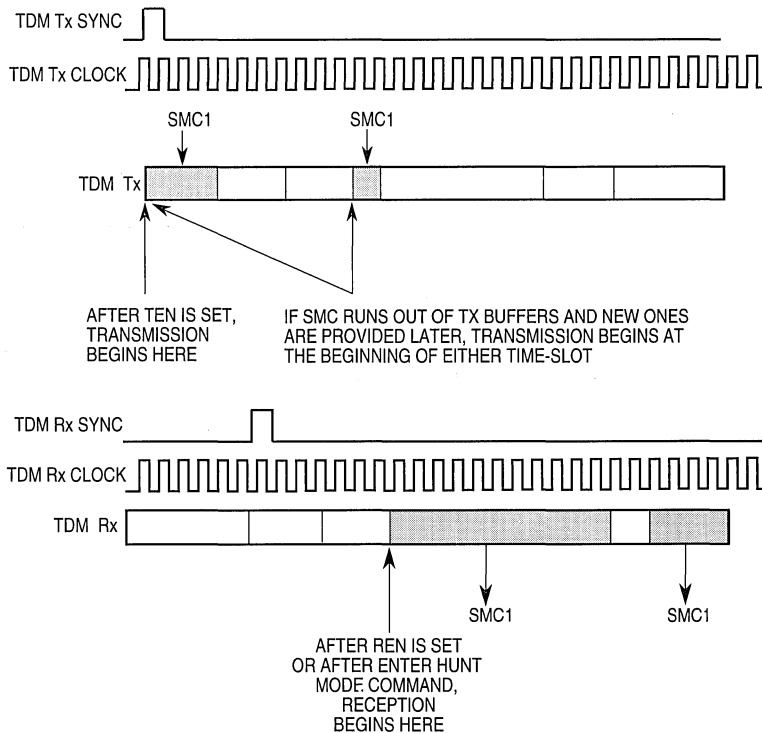 TDM Tx SYNC
TDM Tx CLOCK
SMC1 SMC1
TDM Tx
AFTER TEN IS SET,
TRANSMISSION
BEGINS HERE
IF SMC RUNS OUT OF TX BUFFERS AND NEW ONES
ARE PROVIDED LATER, TRANSMISSION BEGINS AT
THE BEGINNING OF EITHER TIME-SLOT
TDM Rx SYNC
TDM Rx CLOCK
TDM Rx
SMC1 SMC1
AFTER REN IS SET
OR AFTER ENTER HUNT
MODE COMMAND,
RECEPTION
BEGINS HERE